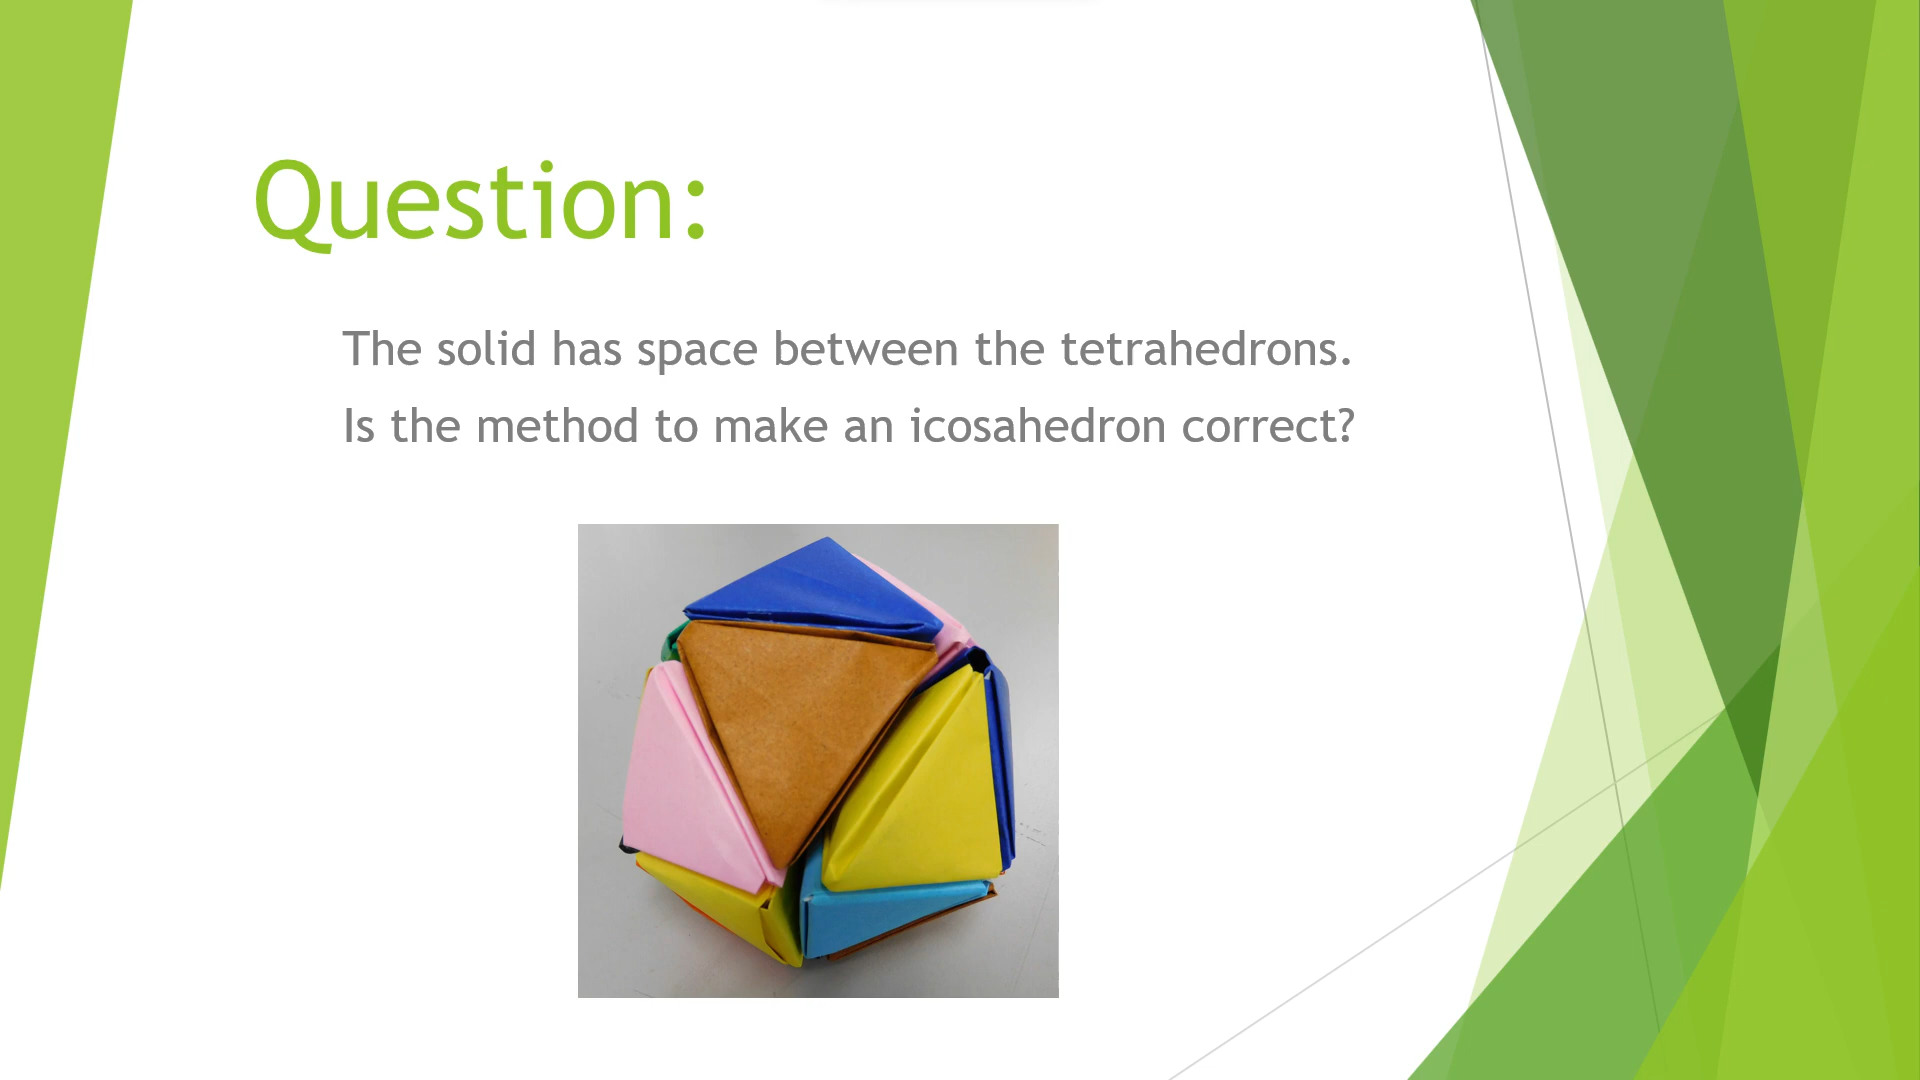 Question:
The solid has space between the tetrahedrons.
Is the method to make an icosahedron correct?